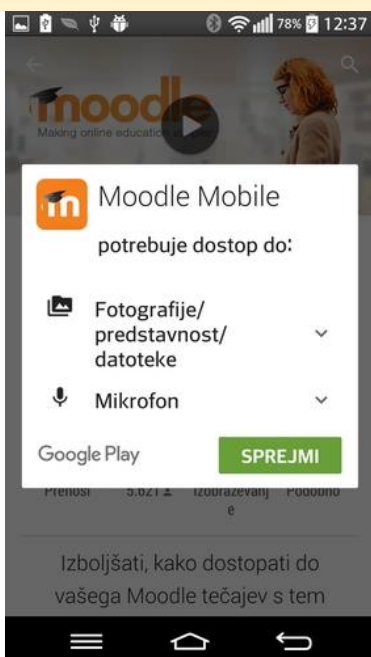 78% 12:37
moodle
Making online education
Moodle Mobile
potrebuje dostop do:
Fotografije/
predstavnost/
datoteke
Mikrofon
Google Play
SPREJMI
Prenosi 5.621 Izobraževanj Podobno
e
Izboljšati, kako dostopati do
vašega Moodle tečajev s tem